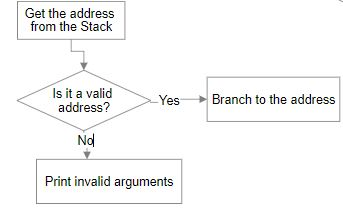 Get the address
from the Stack
Is it a valid
address?
Yes
Branch to the address
No
Print invalid arguments